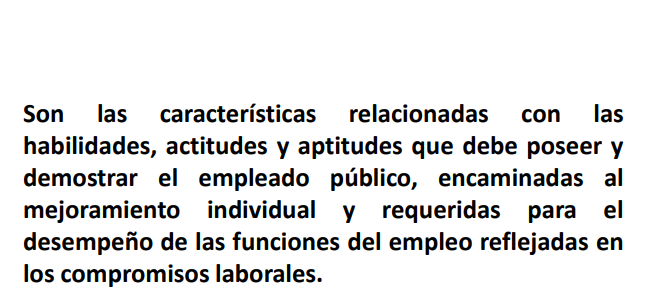 Son las características relacionadas con las
habilidades, actitudes y aptitudes que debe poseer y
demostrar el empleado público, encaminadas al
mejoramiento individual y requeridas para el
desempeño de las funciones del empleo reflejadas en
los compromisos laborales.